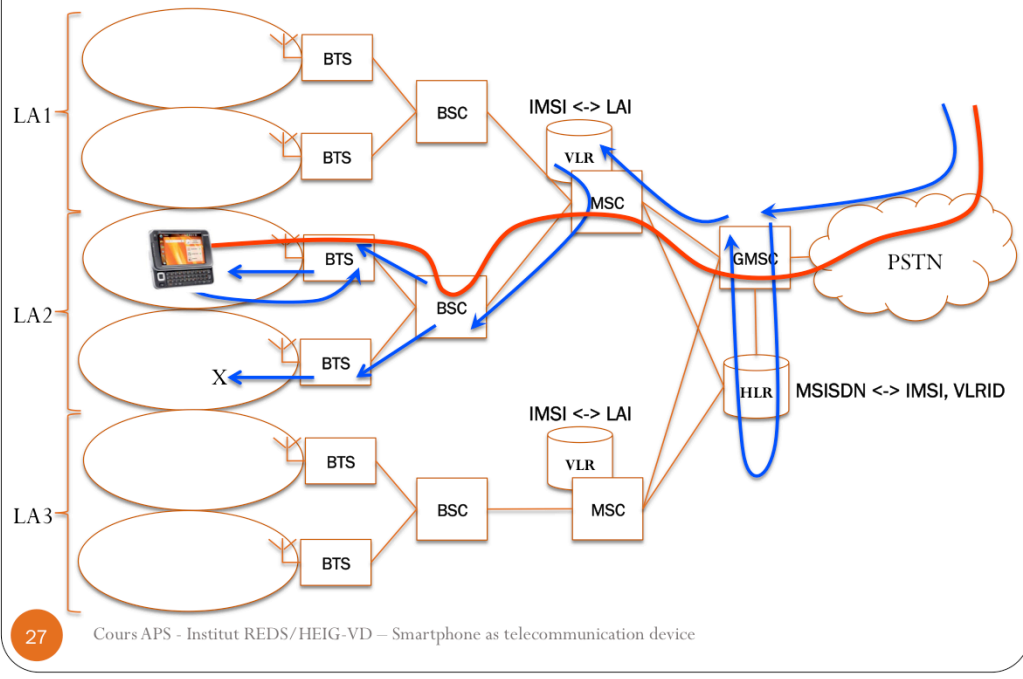 BTS
BSC
IMSI <-> LAI
LA1
VLR
BTS
MSC
BTS
GMSC
PSTN
LA2
BSC
BTS
X
HLR
MSISDN <-> IMSI, VLRID
IMSI <-> LAI
BTS
VLR
LA3
BSC
MSC
BTS
27
Cours APS - Institut REDS/HEIG-VD – Smartphone as telecommunication device